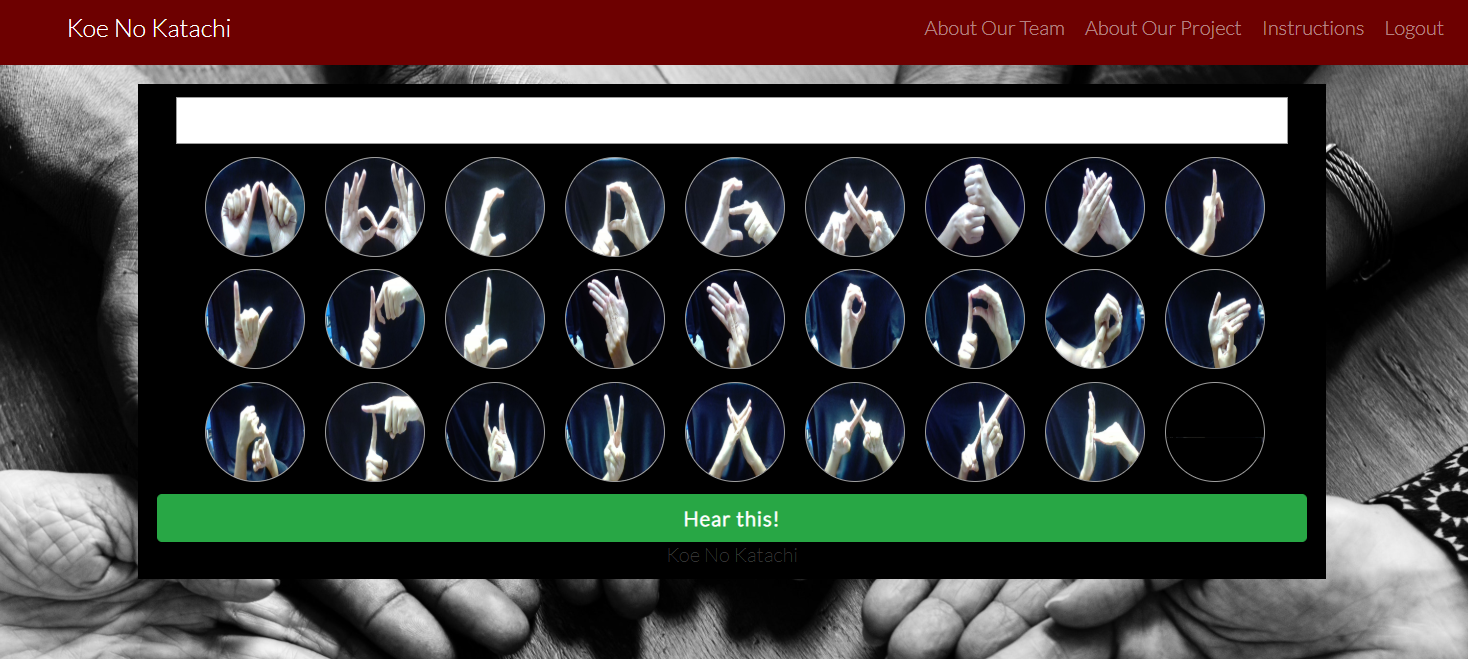 Koe No Katachi
About Our Team
About Our Project
Instructions
Logout
Hear this!
Koe No Katachi